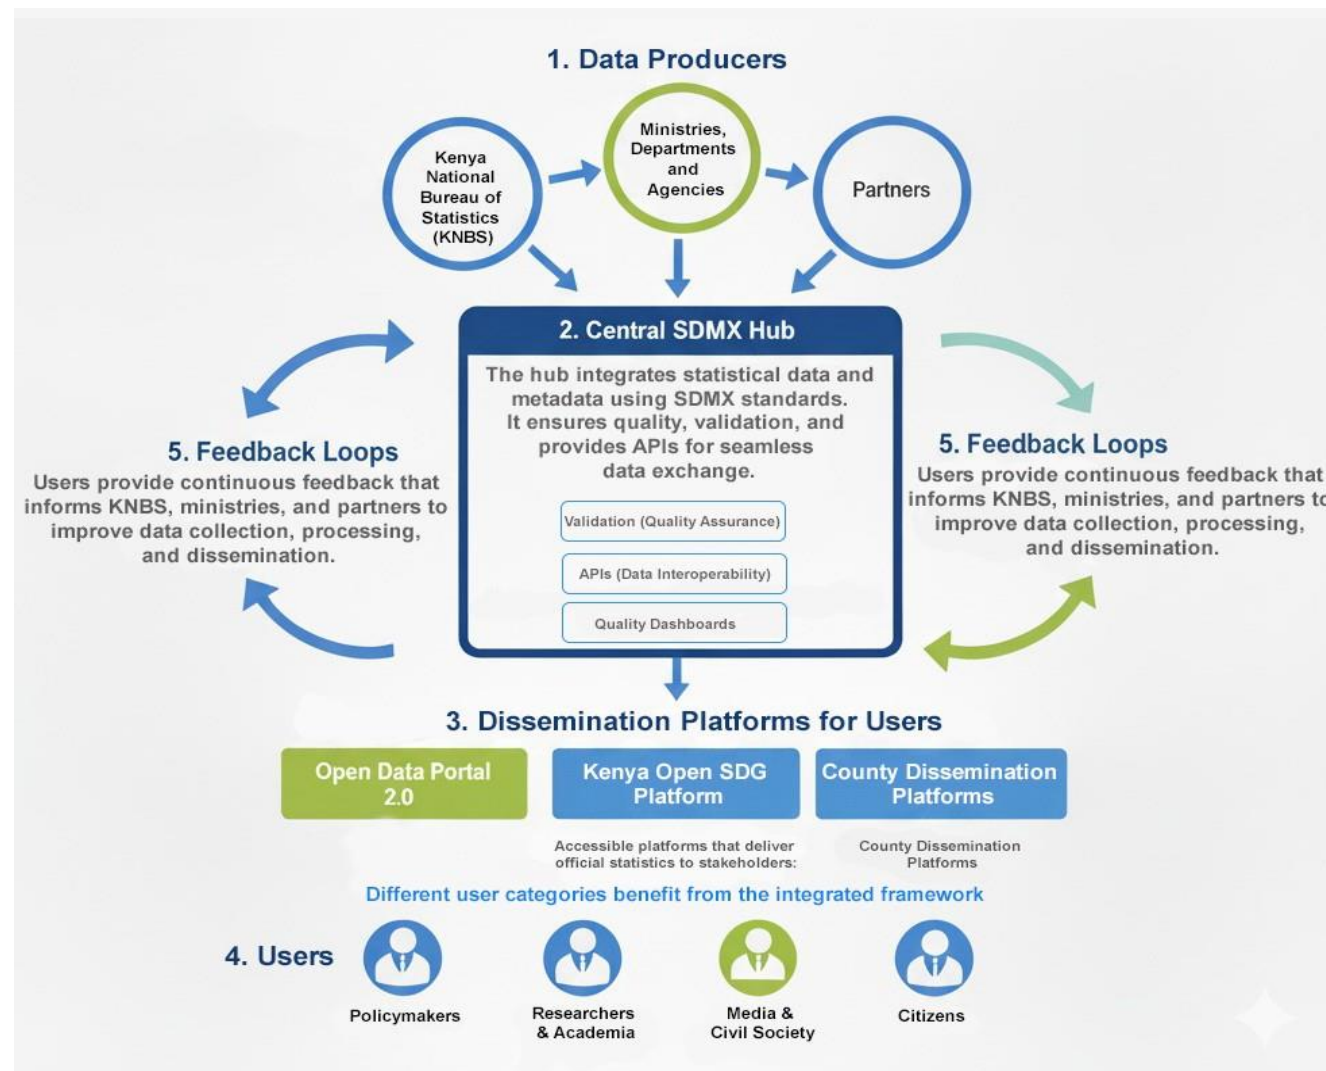 1. Data Producers
Kenya
National
Bureau of
Statistics
(KNBS)
Ministries,
Departments
and
Agencies
Partners
2. Central SDMX Hub
The hub integrates statistical data and
metadata using SDMX standards.
It ensures quality, validation, and
provides APIs for seamless
data exchange.
Validation (Quality Assurance)
APIs (Data Interoperability)
Quality Dashboards
5. Feedback Loops
Users provide continuous feedback that
informs KNBS, ministries, and partners to
improve data collection, processing,
and dissemination.
5. Feedback Loops
Users provide continuous feedback that
informs KNBS, ministries, and partners to
improve data collection, processing,
and dissemination.
3. Dissemination Platforms for Users
Open Data Portal
2.0
Kenya Open SDG
Platform
County Dissemination
Platforms
Accessible platforms that deliver
official statistics to stakeholders:
County Dissemination
Platforms
Different user categories benefit from the integrated framework
4. Users
Policymakers
Researchers
& Academia
Media &
Civil Society
Citizens